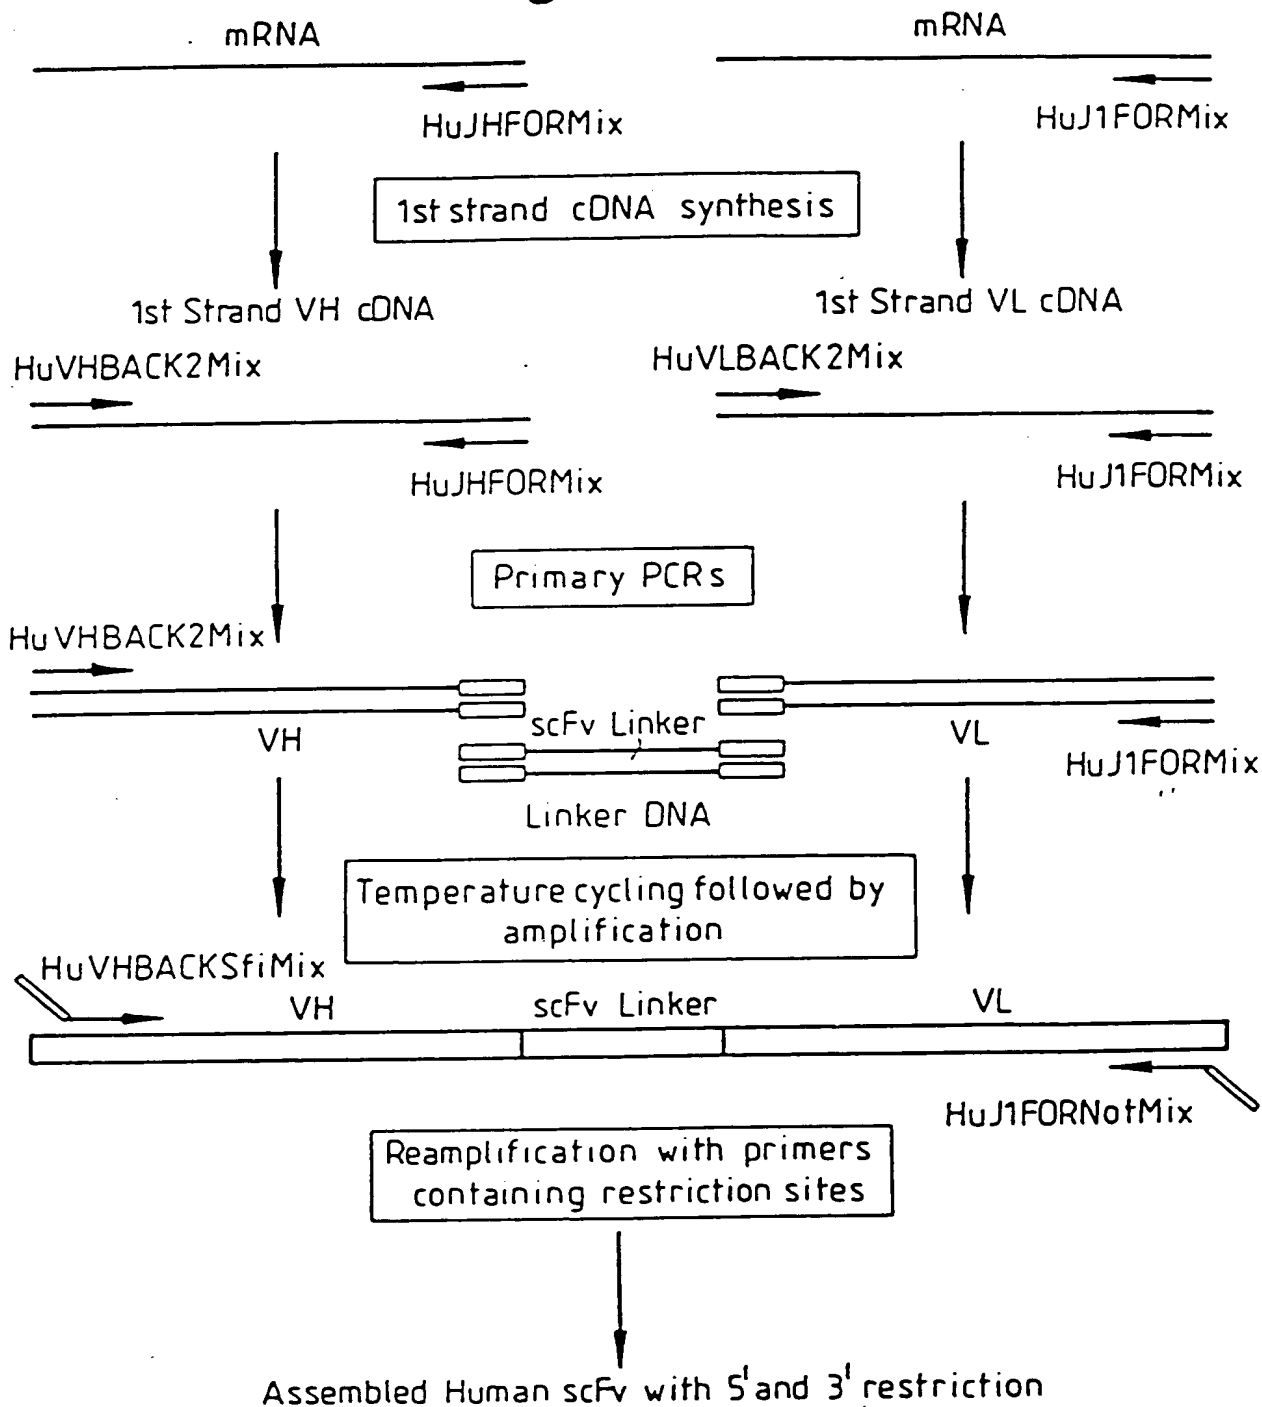 mRNA
mRNA
HuJHFORMix
HuJ1FORMix
1st strand cDNA synthesis
1st Strand VH cDNA
1st Strand VL cDNA
HuVHBACK2Mix
HuVLBACK2Mix
HuJHFORMix
HuJ1FORMix
Primary PCRs
HuVHBACK2Mix
VH
scFv Linker
VL
HuJ1FORMix
Linker DNA
Temperature cycling followed by
amplification
HuVHBACKSfiMix
VH
scFv Linker
VL
HuJ1FORNotMix
Reamplification with primers
containing restriction sites
Assembled Human scFv with 5' and 3' restriction